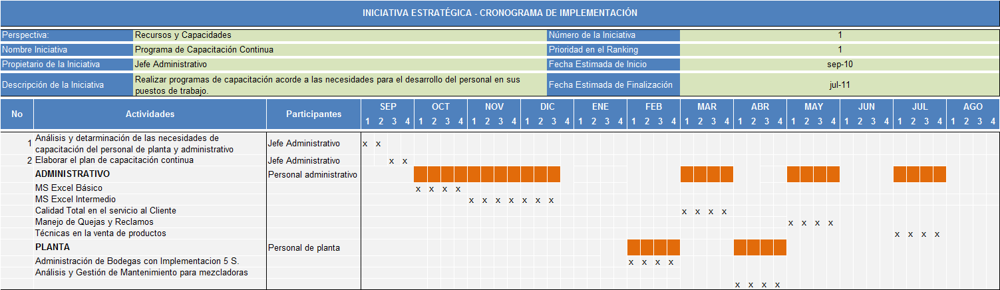 INICIATIVA ESTRATÉGICA - CRONOGRAMA DE IMPLEMENTACIÓN
Perspectiva: Recursos y Capacidades Número de la Iniciativa 1
Nombre Iniciativa Programa de Capacitación Continua Prioridad en el Ranking 1
Propietario de la Iniciativa Jefe Administrativo Fecha Estimada de Inicio sep-10
Descripción de la Iniciativa Realizar programas de capacitación acorde a las necesidades para el desarrollo del personal en sus
puestos de trabajo. Fecha Estimada de Finalización jul-11
No Actividades Participantes SEP OCT NOV DIC ENE FEB MAR ABR MAY JUN JUL AGO
1 2 3 4 1 2 3 4 1 2 3 4 1 2 3 4 1 2 3 4 1 2 3 4 1 2 3 4 1 2 3 4 1 2 3 4 1 2 3 4 1 2 3 4 1 2 3 4
1 Análisis y detarminación de las necesidades de
capacitación del personal de planta y administrativo Jefe Administrativo x x
2 Elaborar el plan de capacitación continua Jefe Administrativo x x
ADMINISTRATIVO Personal administrativo
MS Excel Básico x x x x
MS Excel Intermedio x x x x x x x
Calidad Total en el servicio al Cliente x x x x
Manejo de Quejas y Reclamos x x x x
Técnicas en la venta de productos x x x x
PLANTA Personal de planta
Administración de Bodegas con Implementacion 5 S. x x x x
Análisis y Gestión de Mantenimiento para mezcladoras
x x x x